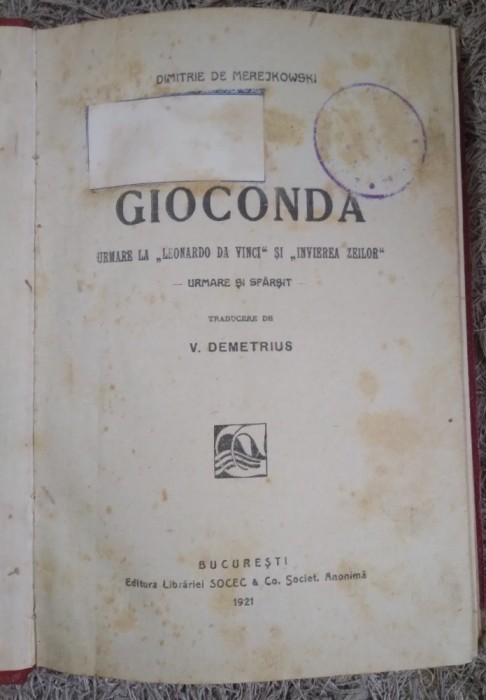 DIMITRIE DE MEREJKOWSKI
GIOCONDA
URMARE LA „LEONARDO DA VINCI“ ȘI „INVIEREA ZEILOR“
— URMARE ȘI SFÂRȘIT —
TRADUCERE DE
V. DEMETRIUS
BUCUREȘTI
Editura Librăriei SOCEC & Co. Societ. Anonimă
1921